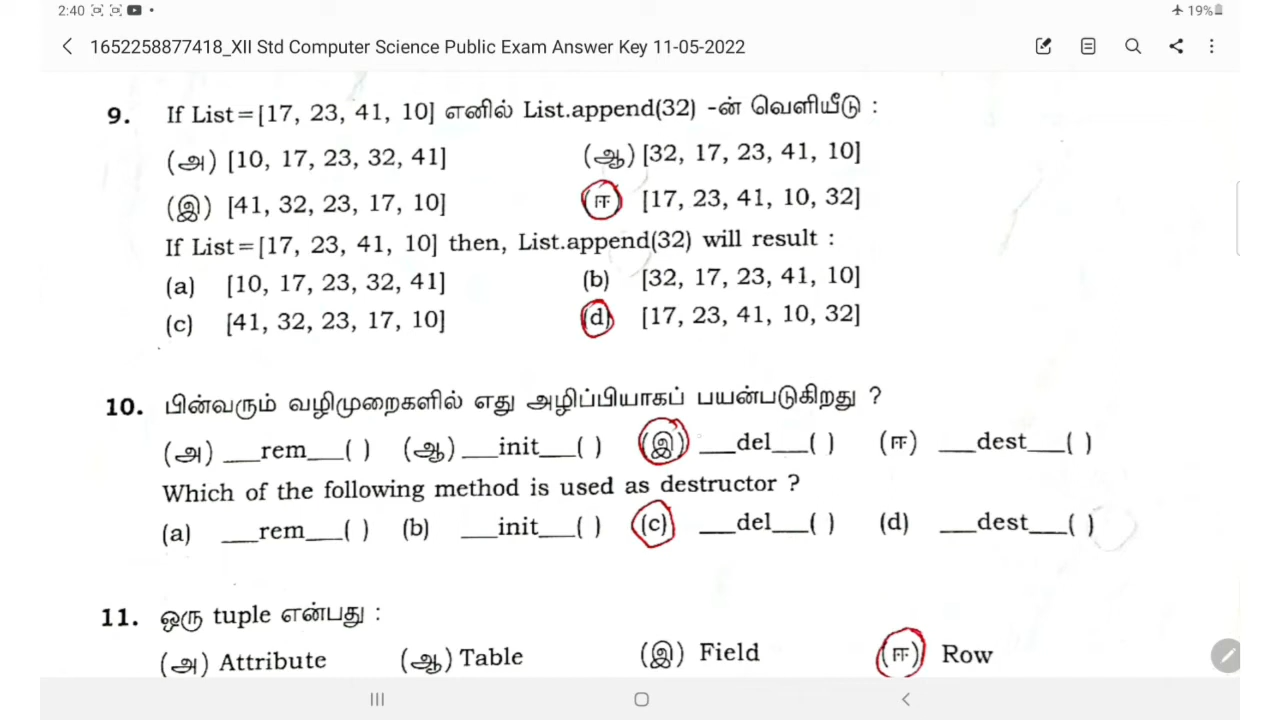 2:40 19%
1652258877418_XII Std Computer Science Public Exam Answer Key 11-05-2022
9. If List=[17, 23, 41, 10] எனில் List.append(32) -ன் வெளியீடு :
(அ) [10, 17, 23, 32, 41] (ஆ) [32, 17, 23, 41, 10]
(இ) [41, 32, 23, 17, 10] (ஈ) [17, 23, 41, 10, 32]
If List=[17, 23, 41, 10] then, List.append(32) will result :
(a) [10, 17, 23, 32, 41] (b) [32, 17, 23, 41, 10]
(c) [41, 32, 23, 17, 10] (d) [17, 23, 41, 10, 32]
10. பின்வரும் வழிமுறைகளில் எது அழிப்பியாகப் பயன்படுகிறது ?
(அ) __rem__( ) (ஆ) __init__( ) (இ) __del__( ) (ஈ) __dest__( )
Which of the following method is used as destructor ?
(a) __rem__( ) (b) __init__( ) (c) __del__( ) (d) __dest__( )
11. ஒரு tuple என்பது :
(அ) Attribute (ஆ) Table (இ) Field (ஈ) Row